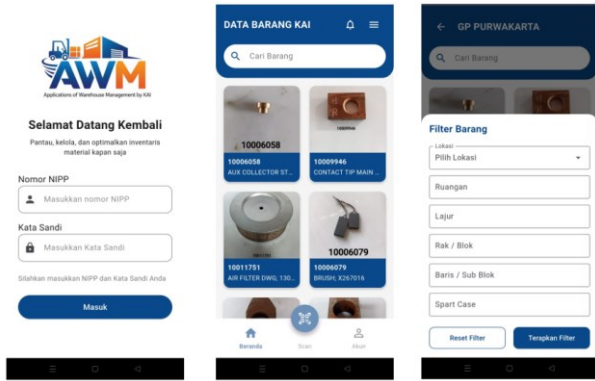 AWM
Applications of Warehouse Management by KAI
Selamat Datang Kembali
Pantau, kelola, dan optimalkan inventaris
material kapan saja
Nomor NIPP
Masukkan nomor NIPP
Kata Sandi
Masukkan Kata Sandi
Silahkan masukkan NIPP dan Kata Sandi Anda
Masuk
DATA BARANG KAI
Cari Barang
10006058
10006058
AUX COLLECTOR ST...
10009946
10009946
CONTACT TIP MAIN ...
10011751
10011751
AIR FILTER DWG; 130...
10006079
10006079
BRUSH; X267016
Beranda
Scan
Akun
GP PURWAKARTA
Cari Barang
Filter Barang
Lokasi
Pilih Lokasi
Ruangan
Lajur
Rak / Blok
Baris / Sub Blok
Spart Case
Reset Filter
Terapkan Filter